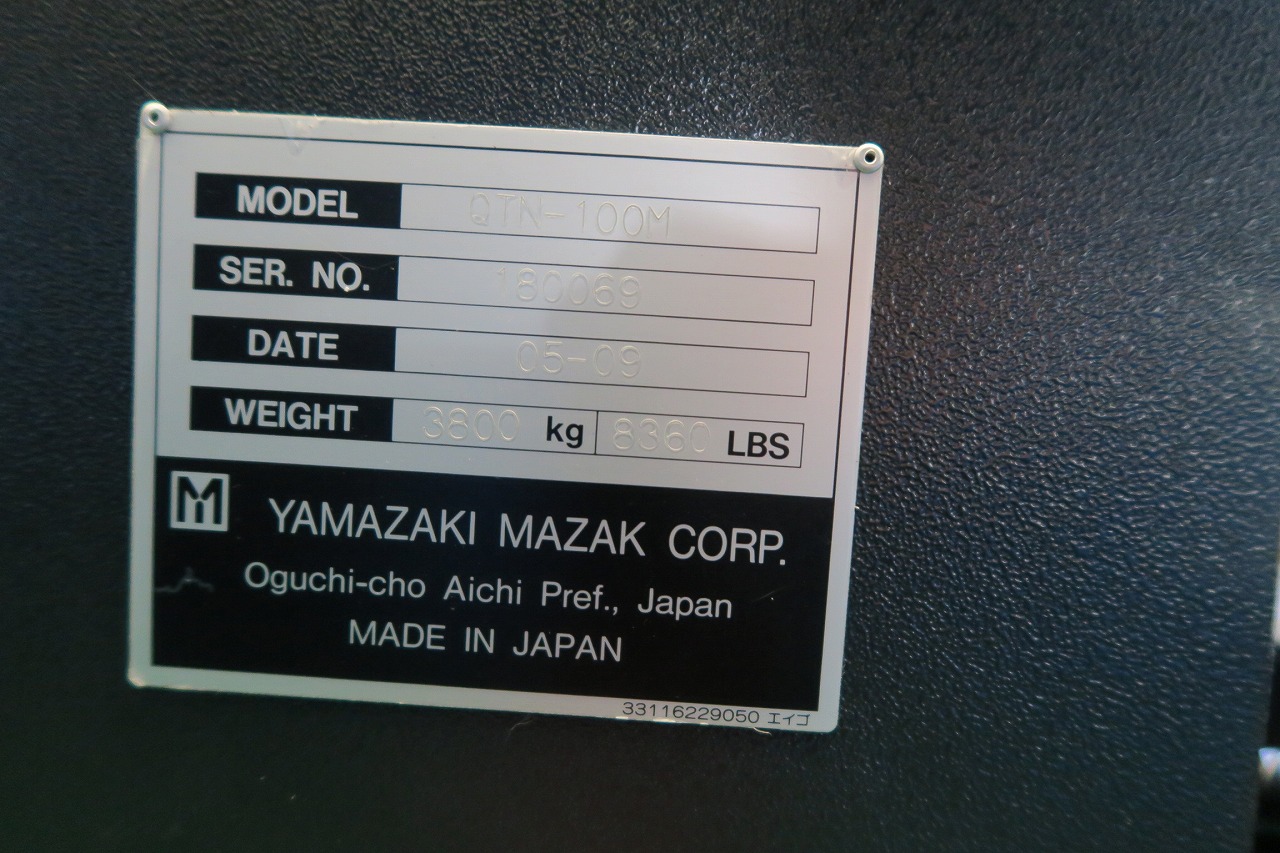 MODEL QTN-100M
SER. NO. 180069
DATE 05-09
WEIGHT 3800 kg 8360 LBS
YAMAZAKI MAZAK CORP.
Oguchi-cho Aichi Pref., Japan
MADE IN JAPAN
33116229050 エイゴ